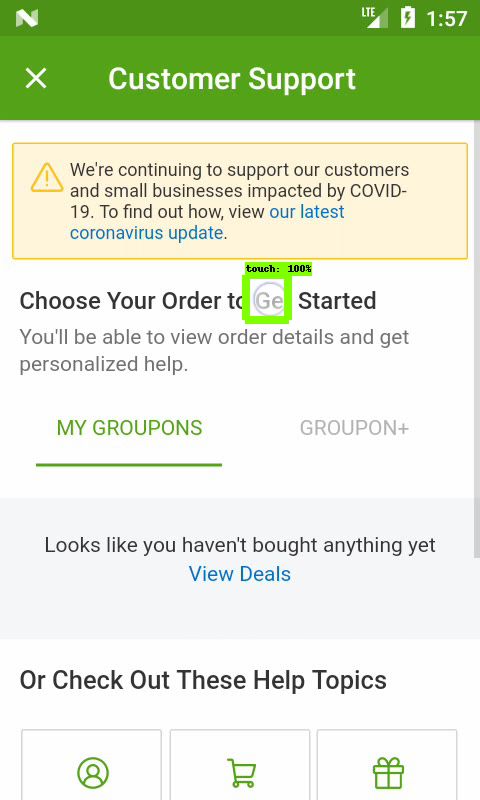 LTE 1:57
Customer Support
We're continuing to support our customers
and small businesses impacted by COVID-
19. To find out how, view our latest
coronavirus update.
touch: 100%
Choose Your Order to Get Started
You'll be able to view order details and get
personalized help.
MY GROUPONS GROUPON+
Looks like you haven't bought anything yet
View Deals
Or Check Out These Help Topics